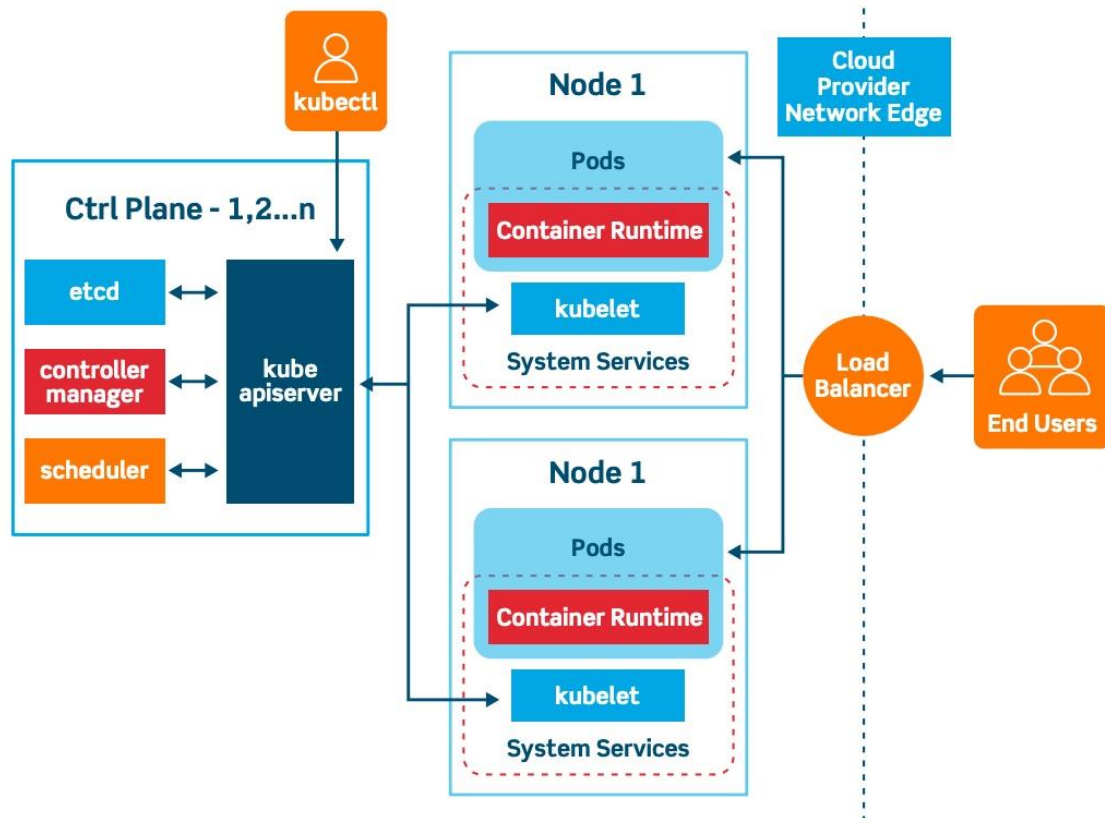 kubectl
Ctrl Plane - 1,2...n
etcd
controller
manager
scheduler
kube
apiserver
Node 1
Pods
Container Runtime
kubelet
System Services
Node 1
Pods
Container Runtime
kubelet
System Services
Cloud
Provider
Network Edge
Load
Balancer
End Users